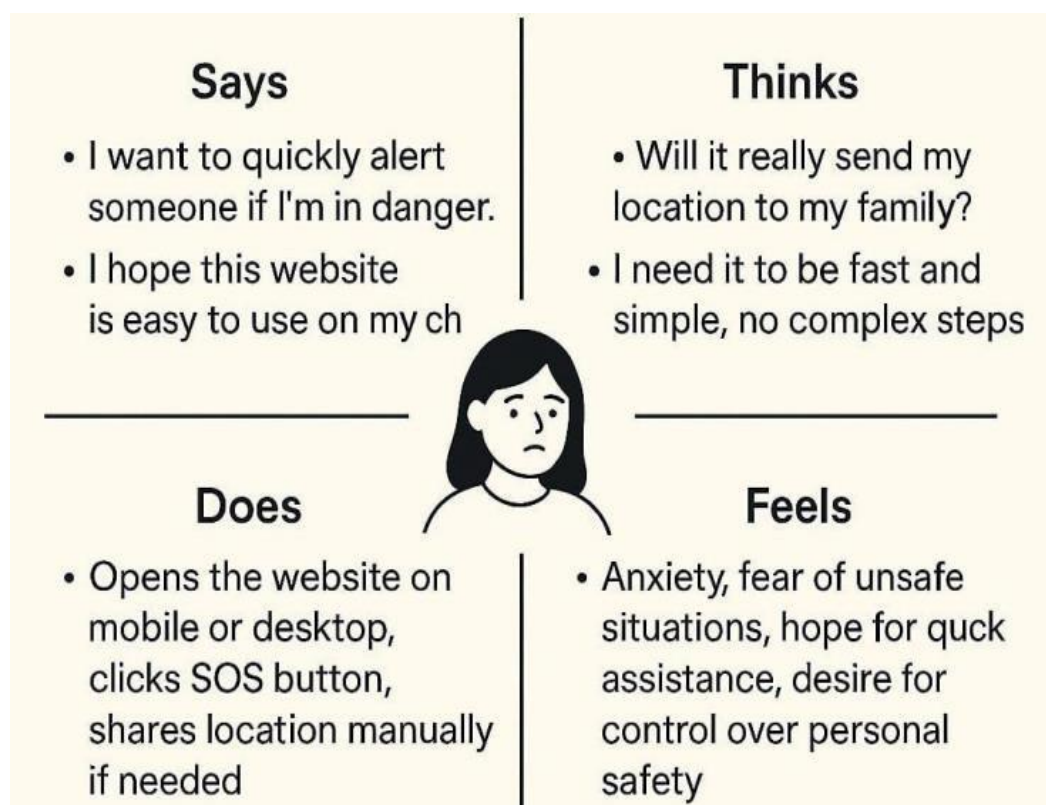 Says
• I want to quickly alert
someone if I'm in danger.
• I hope this website
is easy to use on my ch
Thinks
• Will it really send my
location to my family?
• I need it to be fast and
simple, no complex steps
Does
• Opens the website on
mobile or desktop,
clicks SOS button,
shares location manually
if needed
Feels
• Anxiety, fear of unsafe
situations, hope for quck
assistance, desire for
control over personal
safety